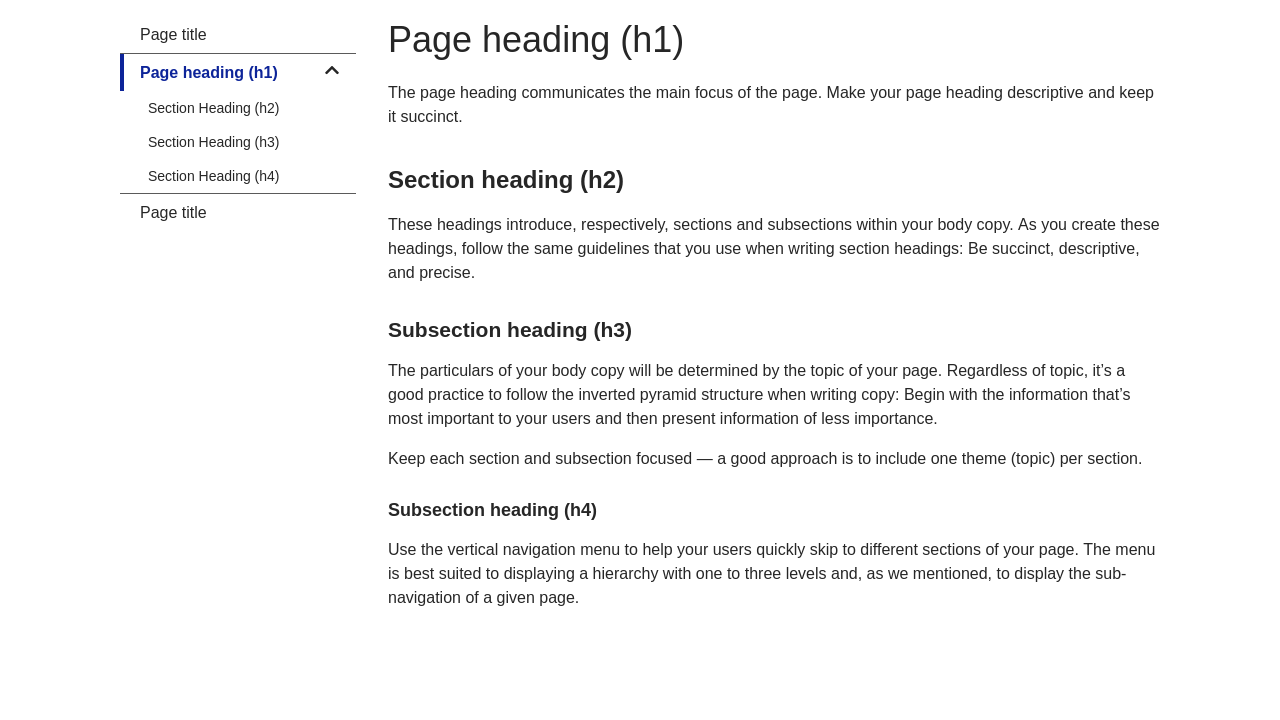 Page title
Page heading (h1)
Section Heading (h2)
Section Heading (h3)
Section Heading (h4)
Page title
Page heading (h1)
The page heading communicates the main focus of the page. Make your page heading descriptive and keep
it succinct.
Section heading (h2)
These headings introduce, respectively, sections and subsections within your body copy. As you create these
headings, follow the same guidelines that you use when writing section headings: Be succinct, descriptive,
and precise.
Subsection heading (h3)
The particulars of your body copy will be determined by the topic of your page. Regardless of topic, it’s a
good practice to follow the inverted pyramid structure when writing copy: Begin with the information that’s
most important to your users and then present information of less importance.
Keep each section and subsection focused — a good approach is to include one theme (topic) per section.
Subsection heading (h4)
Use the vertical navigation menu to help your users quickly skip to different sections of your page. The menu
is best suited to displaying a hierarchy with one to three levels and, as we mentioned, to display the sub-
navigation of a given page.